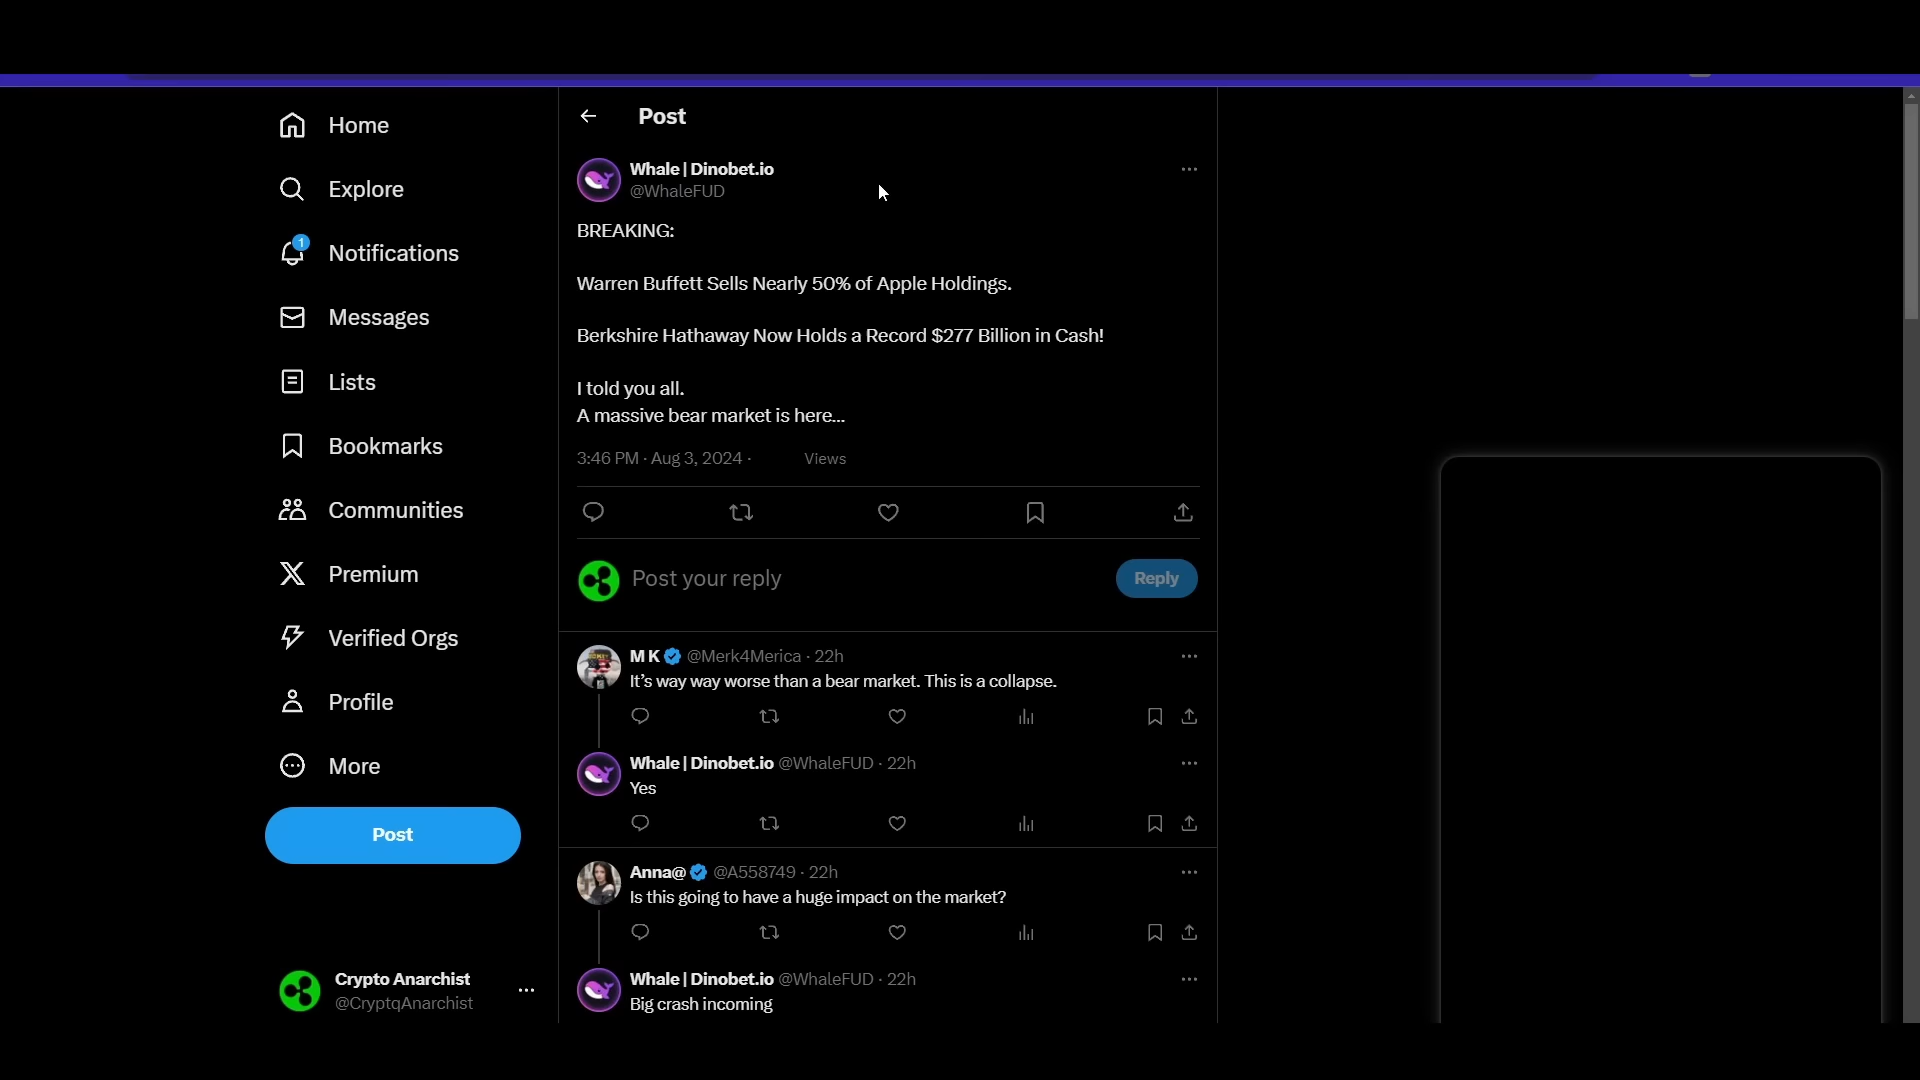 Home
Explore
1
Notifications
Messages
Lists
Bookmarks
Communities
Premium
Verified Orgs
Profile
More
Post
Crypto Anarchist
@CryptqAnarchist
Post
Whale | Dinobet.io
@WhaleFUD
BREAKING:
Warren Buffett Sells Nearly 50% of Apple Holdings.
Berkshire Hathaway Now Holds a Record $277 Billion in Cash!
I told you all.
A massive bear market is here...
3:46 PM · Aug 3, 2024 · Views
Post your reply
Reply
M K @Merk4Merica · 22h
It’s way way worse than a bear market. This is a collapse.
Whale | Dinobet.io @WhaleFUD · 22h
Yes
Anna@ @A558749 · 22h
Is this going to have a huge impact on the market?
Whale | Dinobet.io @WhaleFUD · 22h
Big crash incoming